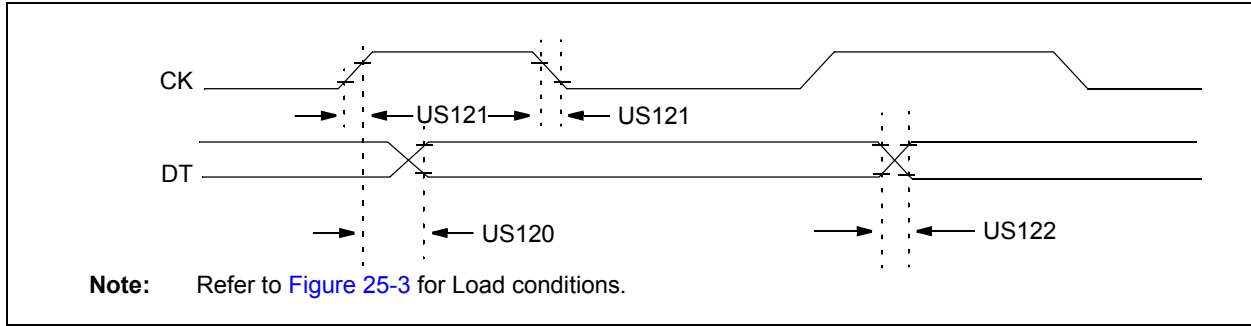 CK
US121 US121
DT
US120 US122
Note: Refer to Figure 25-3 for Load conditions.